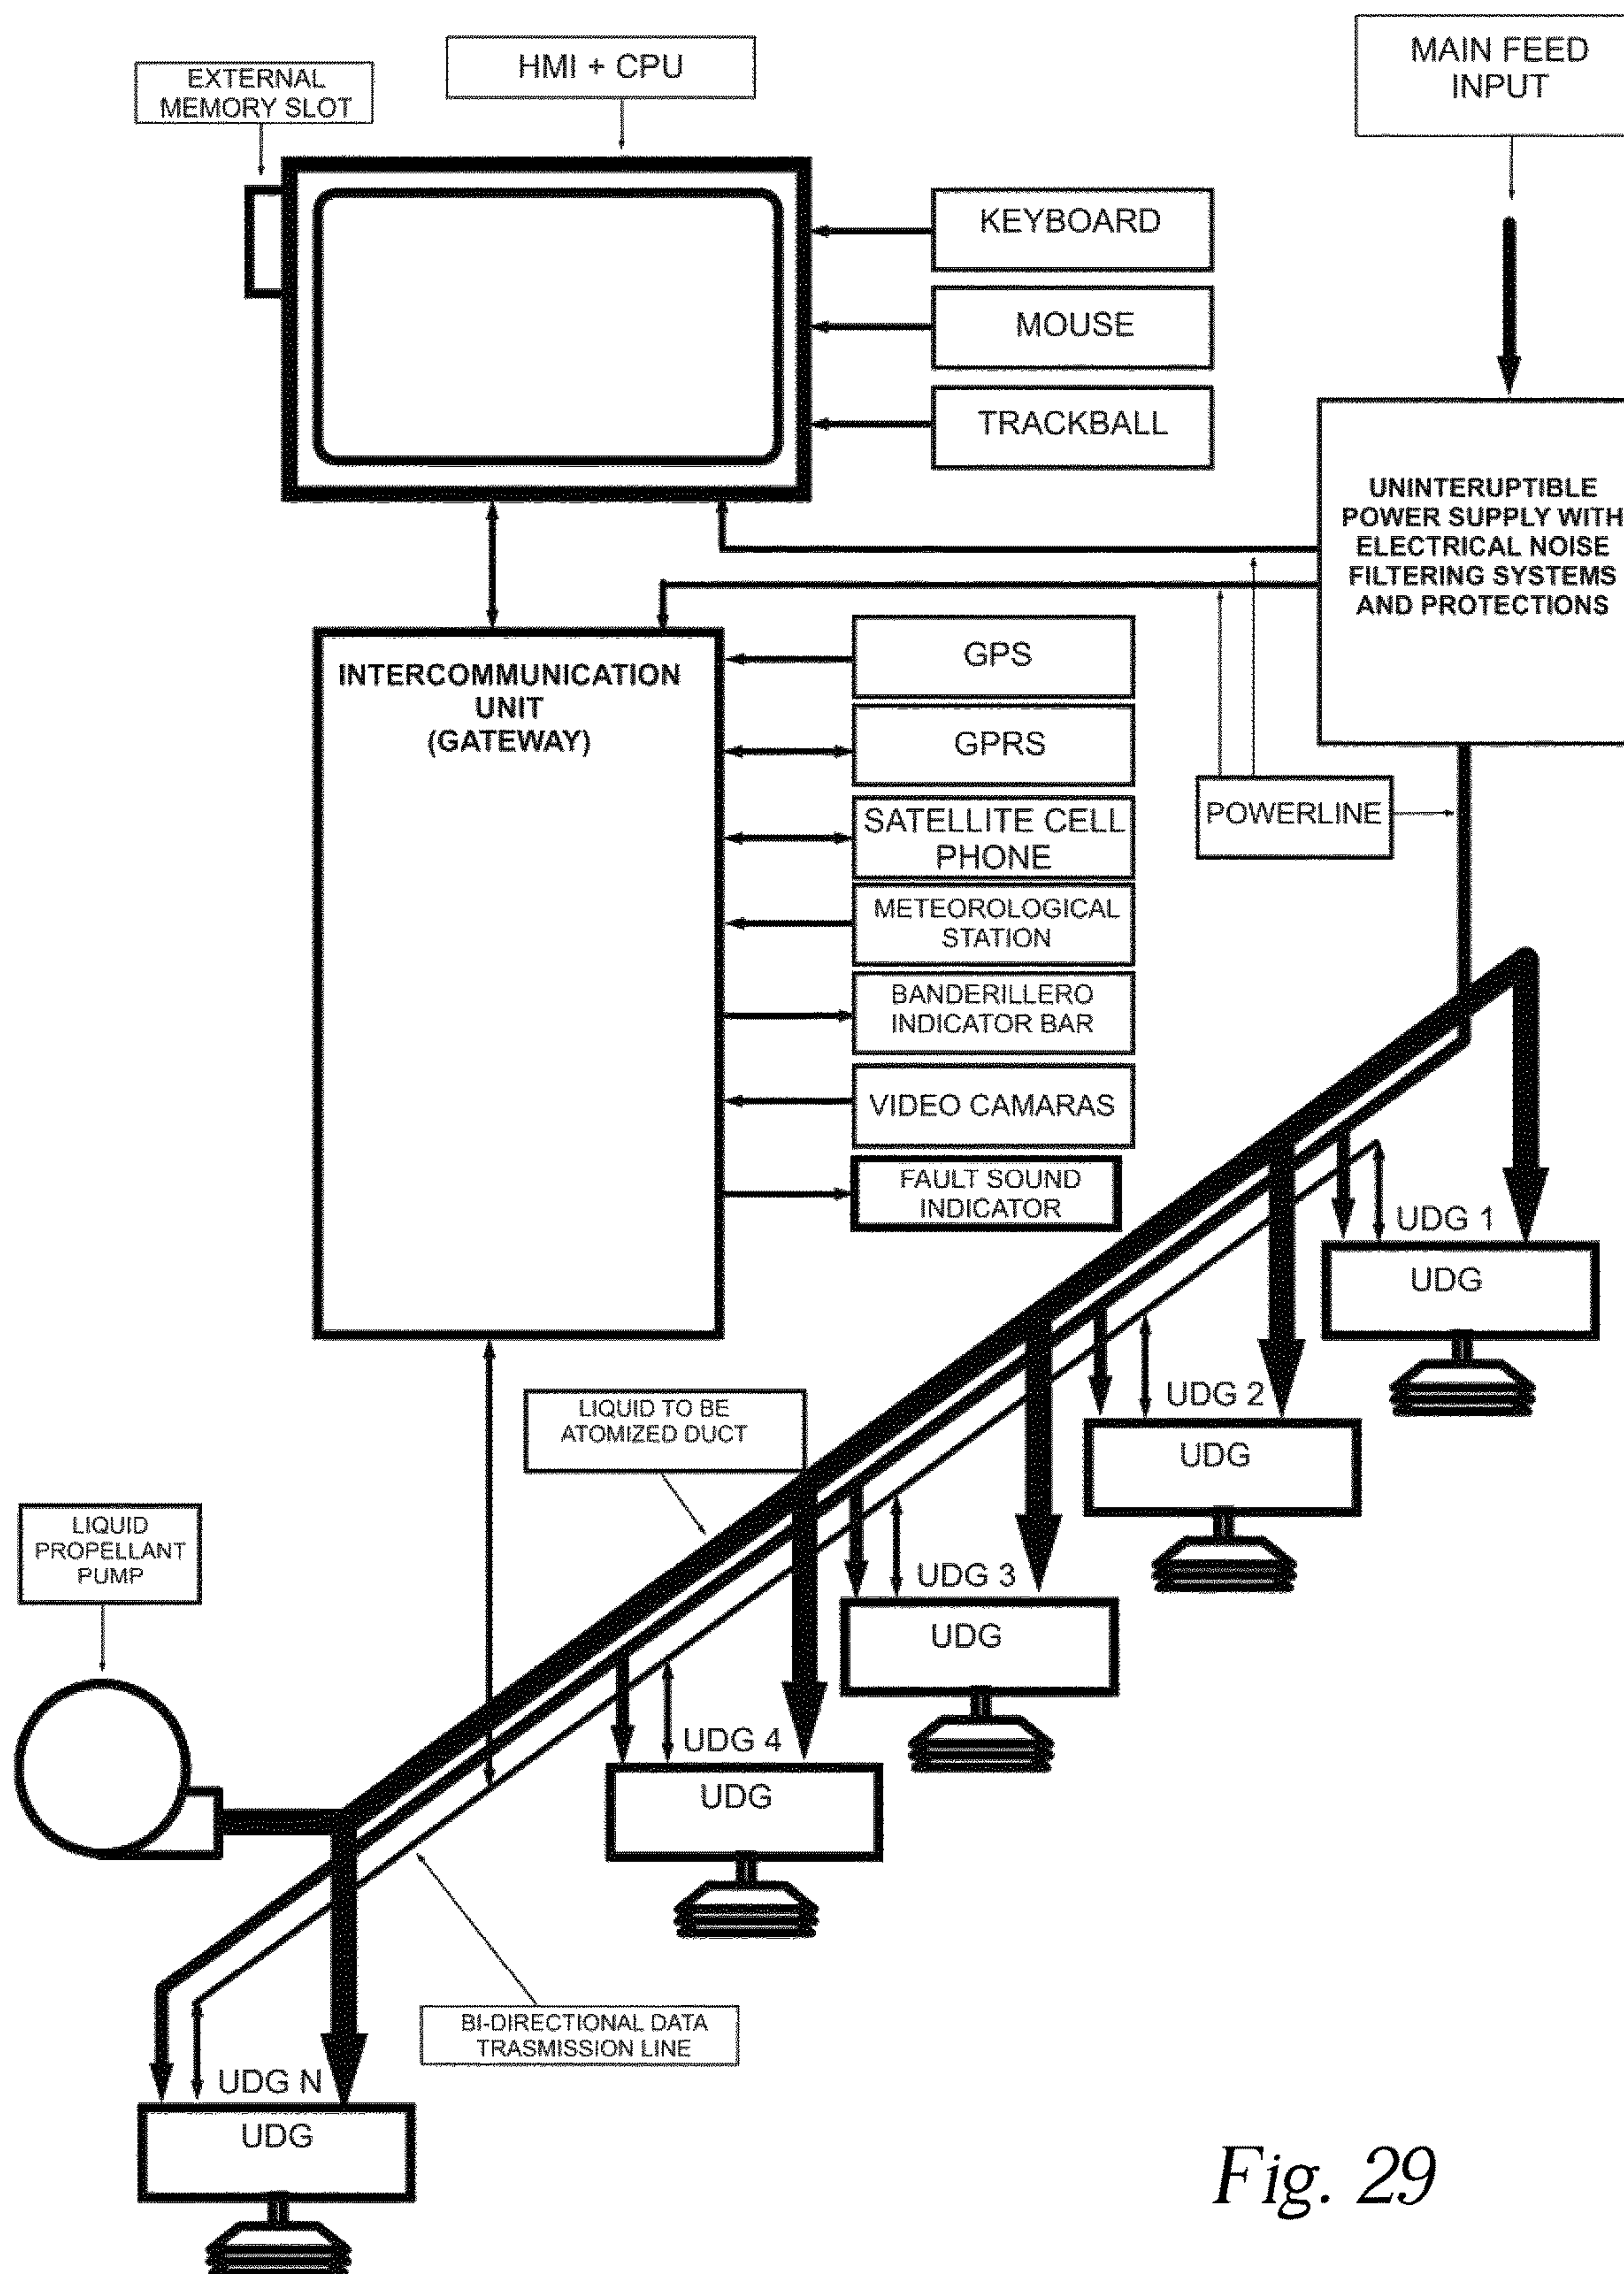 EXTERNAL
MEMORY SLOT
HMI + CPU
MAIN FEED
INPUT
KEYBOARD
MOUSE
TRACKBALL
UNINTERUPTIBLE
POWER SUPPLY WITH
ELECTRICAL NOISE
FILTERING SYSTEMS
AND PROTECTIONS
INTERCOMMUNICATION
UNIT
(GATEWAY)
GPS
GPRS
SATELLITE CELL
PHONE
METEOROLOGICAL
STATION
BANDERILLERO
INDICATOR BAR
VIDEO CAMARAS
FAULT SOUND
INDICATOR
POWERLINE
UDG 1
UDG
UDG 2
UDG
LIQUID TO BE
ATOMIZED DUCT
UDG 3
UDG
LIQUID
PROPELLANT
PUMP
UDG 4
UDG
BI-DIRECTIONAL DATA
TRASMISSION LINE
UDG N
UDG
Fig. 29